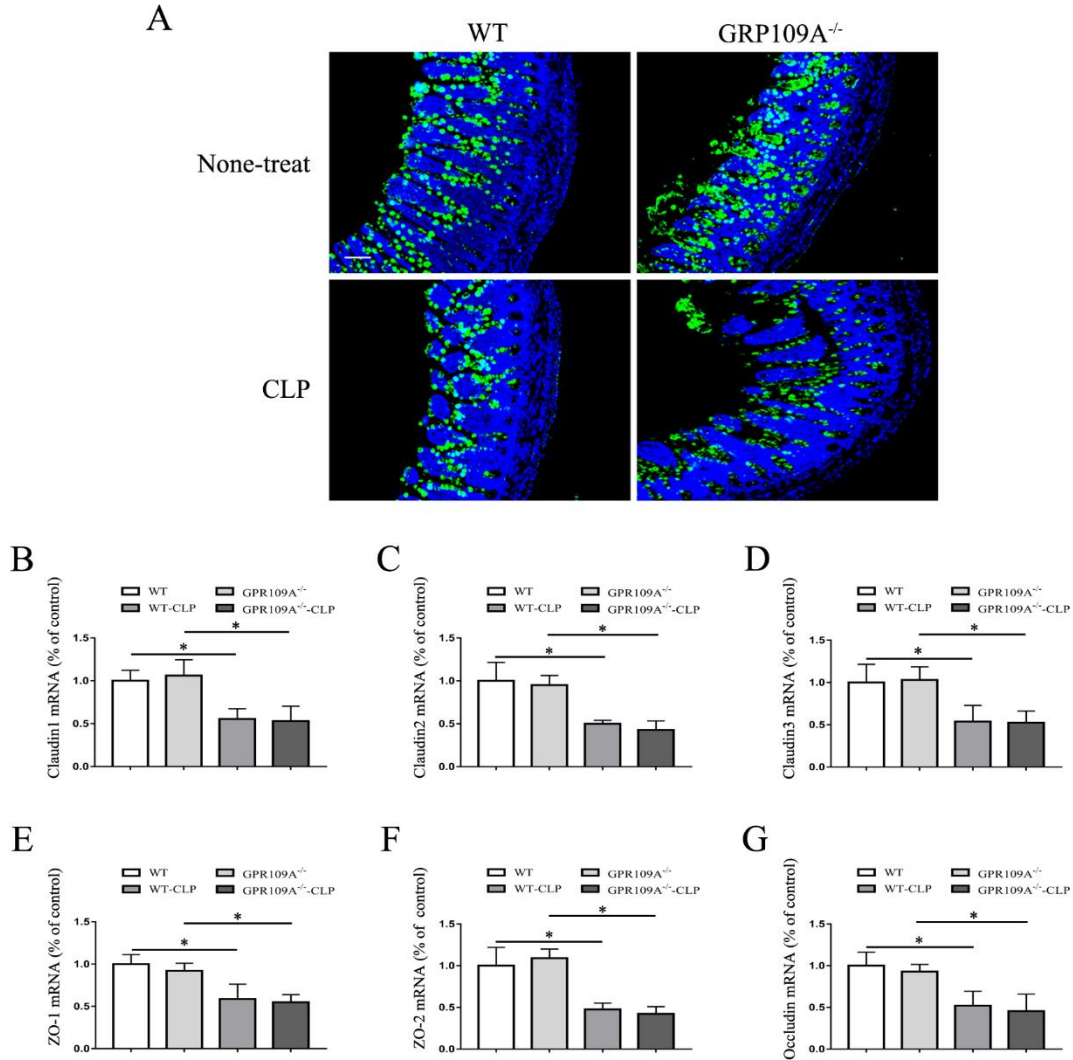 A
WT
GRP109A-/-
None-treat
CLP
B
WT
GPR109A-/-
WT-CLP
GPR109A-/--CLP
Claudin1 mRNA (% of control)
1.5
1.0
0.5
0.0
*
*
C
WT
GPR109A-/-
WT-CLP
GPR109A-/--CLP
Claudin2 mRNA (% of control)
1.5
1.0
0.5
0.0
*
*
D
WT
GPR109A-/-
WT-CLP
GPR109A-/--CLP
Claudin3 mRNA (% of control)
1.5
1.0
0.5
0.0
*
*
E
WT
GPR109A-/-
WT-CLP
GPR109A-/--CLP
ZO-1 mRNA (% of control)
1.5
1.0
0.5
0.0
*
*
F
WT
GPR109A-/-
WT-CLP
GPR109A-/--CLP
ZO-2 mRNA (% of control)
1.5
1.0
0.5
0.0
*
*
G
WT
GPR109A-/-
WT-CLP
GPR109A-/--CLP
Occludin mRNA (% of control)
1.5
1.0
0.5
0.0
*
*